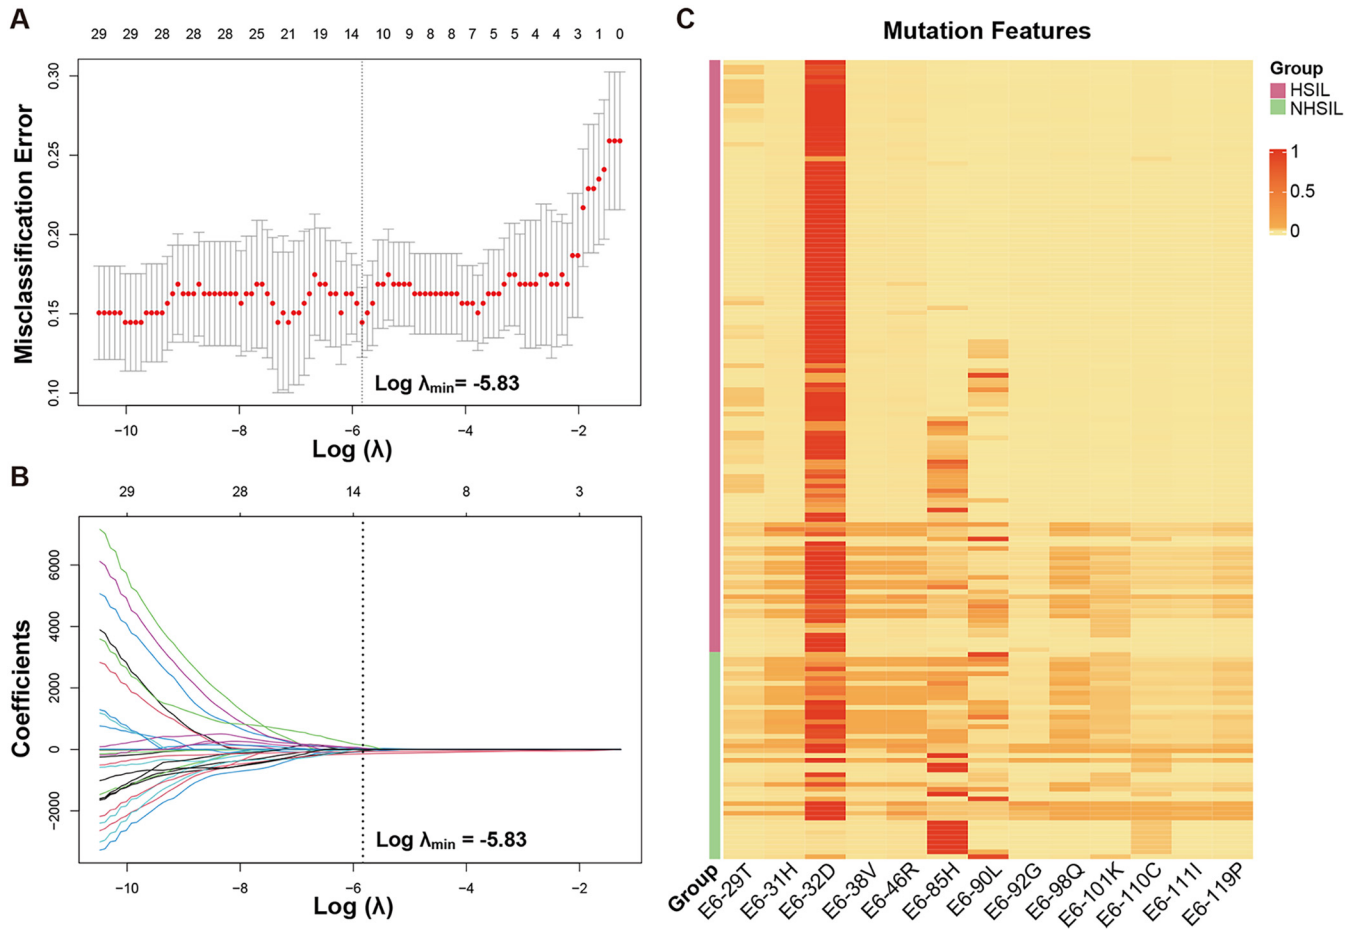 A
29 29 28 28 28 25 21 19 14 10 9 8 8 7 5 5 4 4 3 1 0
Misclassification Error
0.30
0.25
0.20
0.15
0.10
Log λmin= -5.83
−10 −8 −6 −4 −2
Log (λ)
B
29 28 14 8 3
Coefficients
6000
4000
2000
0
−2000
Log λmin = -5.83
−10 −8 −6 −4 −2
Log (λ)
C
Mutation Features
Group
HSIL
NHSIL
1
0.5
0
Group E6-29T E6-31H E6-32D E6-38V E6-46R E6-85H E6-90L E6-92G E6-98Q E6-101K E6-110C E6-111I E6-119P